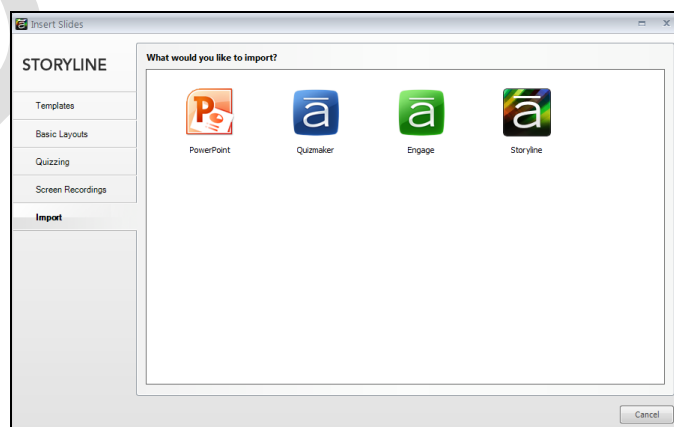 Insert Slides
STORYLINE
What would you like to import?
Templates
Basic Layouts
Quizzing
Screen Recordings
Import
PowerPoint
Quizmaker
Engage
Storyline
Cancel